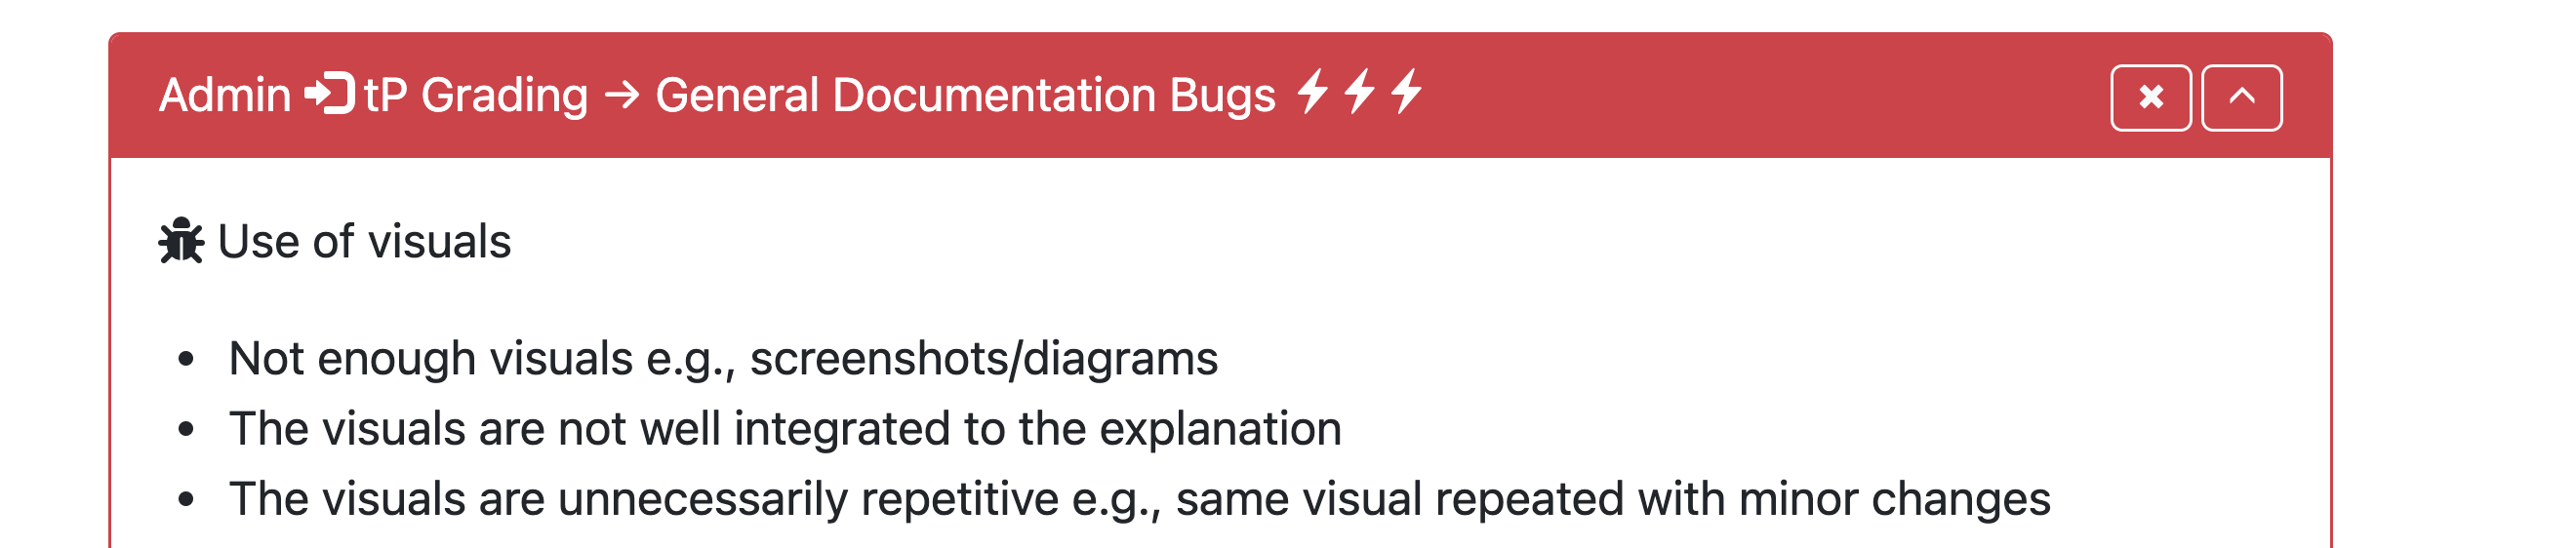 Admin tP Grading → General Documentation Bugs
Use of visuals
• Not enough visuals e.g., screenshots/diagrams
• The visuals are not well integrated to the explanation
• The visuals are unnecessarily repetitive e.g., same visual repeated with minor changes